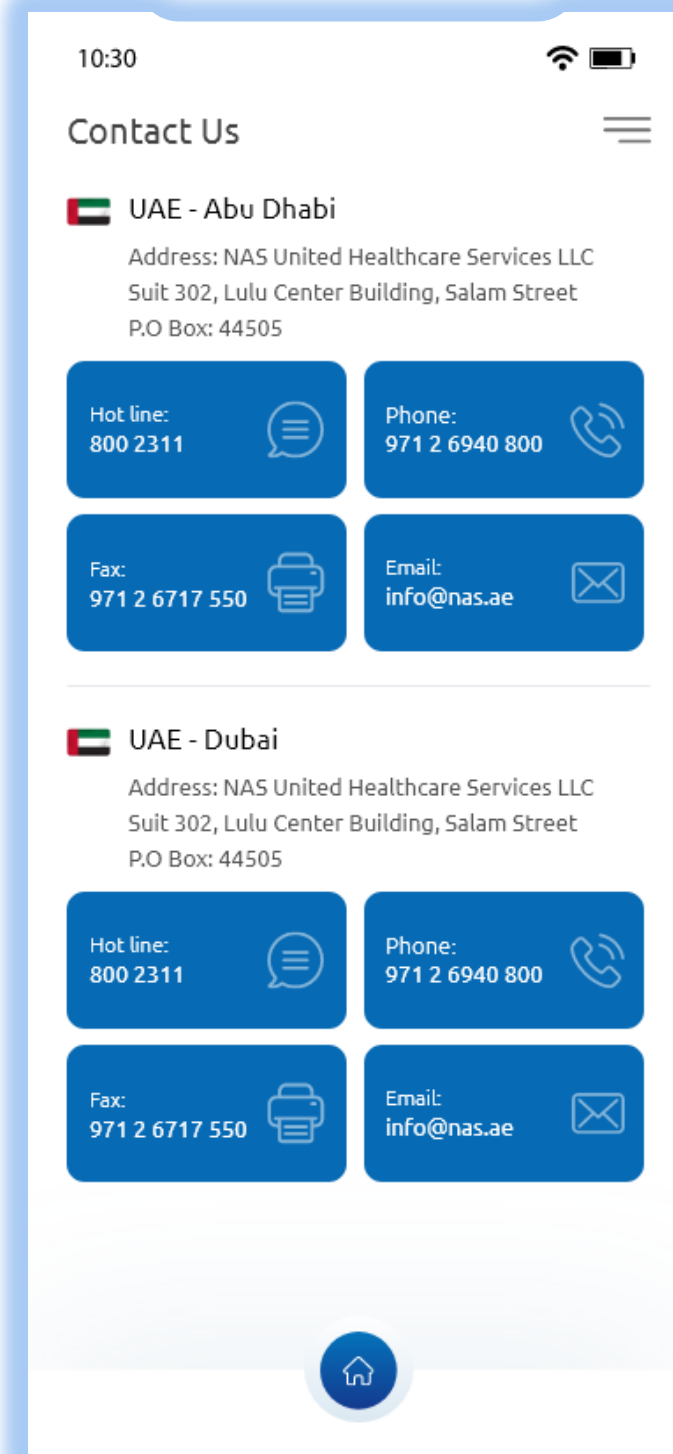 10:30
Contact Us
UAE - Abu Dhabi
Address: NAS United Healthcare Services LLC
Suit 302, Lulu Center Building, Salam Street
P.O Box: 44505
Hot line:
800 2311
Phone:
971 2 6940 800
Fax:
971 2 6717 550
Email:
info@nas.ae
UAE - Dubai
Address: NAS United Healthcare Services LLC
Suit 302, Lulu Center Building, Salam Street
P.O Box: 44505
Hot line:
800 2311
Phone:
971 2 6940 800
Fax:
971 2 6717 550
Email:
info@nas.ae